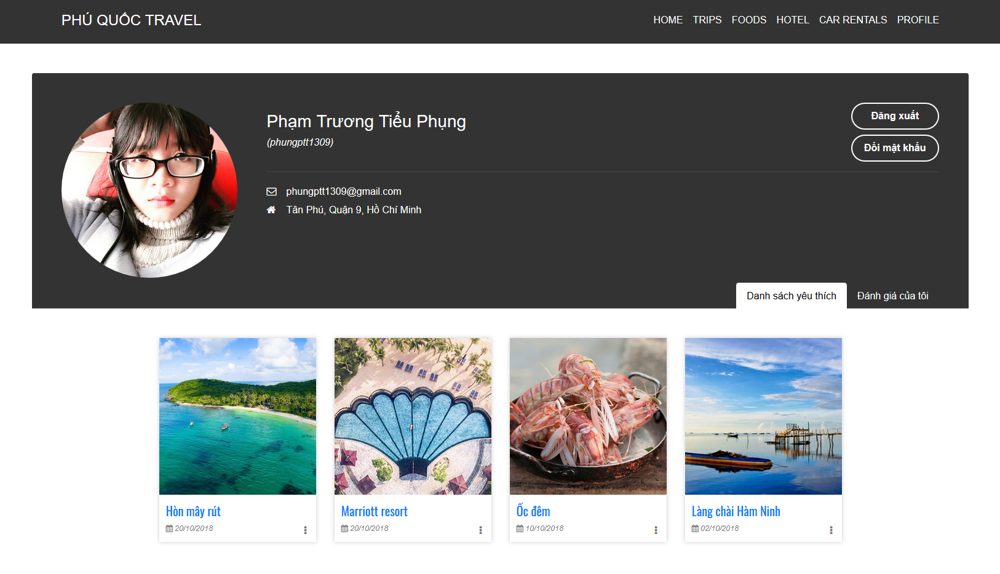 PHÚ QUỐC TRAVEL
HOME TRIPS FOODS HOTEL CAR RENTALS PROFILE
Phạm Trương Tiểu Phụng
(phungptt1309)
Đăng xuất
Đổi mật khẩu
phungptt1309@gmail.com
Tân Phú, Quận 9, Hồ Chí Minh
Danh sách yêu thích
Đánh giá của tôi
Hòn mây rút
20/10/2018
Marriott resort
20/10/2018
Ốc đêm
10/10/2018
Làng chài Hàm Ninh
02/10/2018